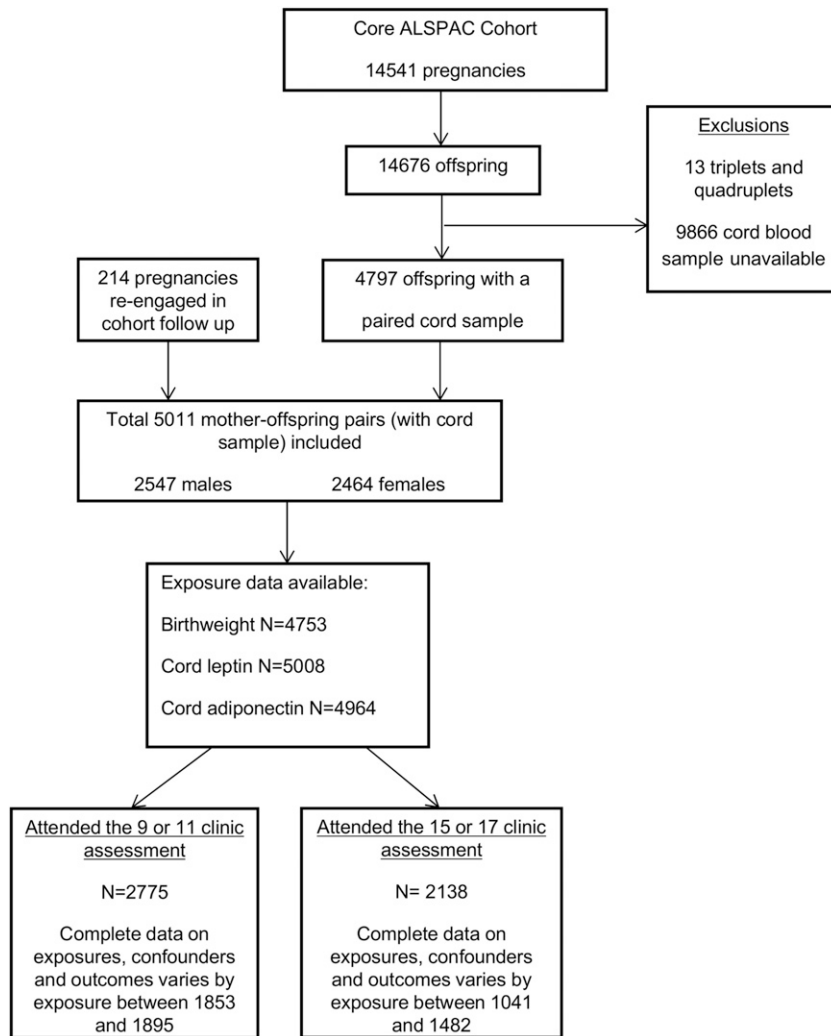 Core ALSPAC Cohort
14541 pregnancies
14676 offspring
Exclusions
13 triplets and
quadruplets
9866 cord blood
sample unavailable
214 pregnancies
re-engaged in
cohort follow up
4797 offspring with a
paired cord sample
Total 5011 mother-offspring pairs (with cord
sample) included
2547 males 2464 females
Exposure data available:
Birthweight N=4753
Cord leptin N=5008
Cord adiponectin N=4964
Attended the 9 or 11 clinic
assessment
N=2775
Complete data on
exposures, confounders
and outcomes varies by
exposure between 1853
and 1895
Attended the 15 or 17 clinic
assessment
N= 2138
Complete data on
exposures, confounders
and outcomes varies by
exposure between 1041
and 1482